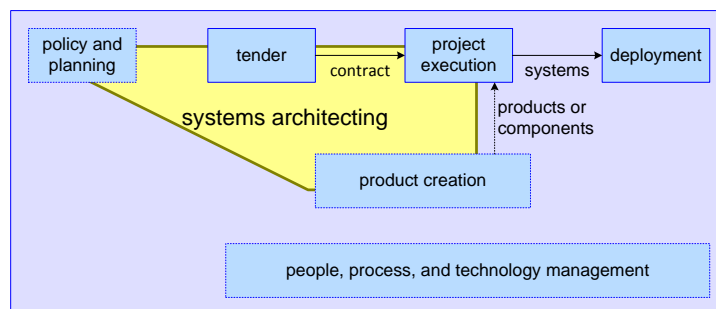 policy and
planning
tender
project
execution
deployment
contract
systems
systems architecting
products or
components
product creation
people, process, and technology management